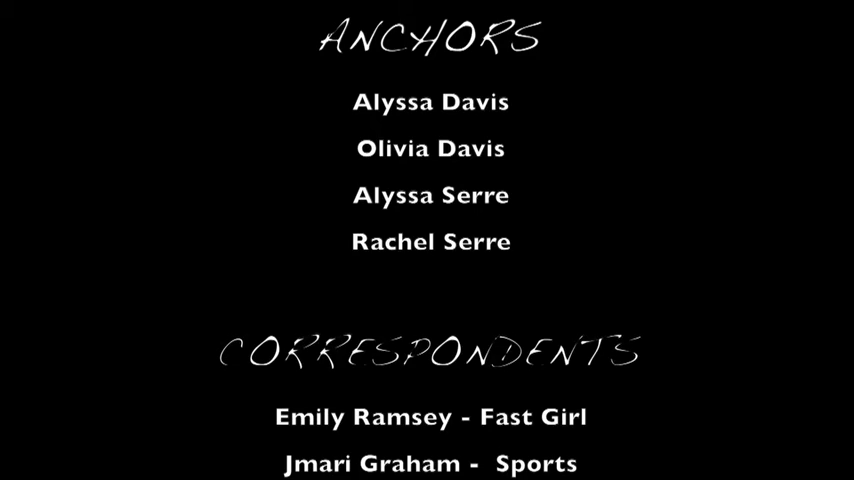 ANCHORS
Alyssa Davis
Olivia Davis
Alyssa Serre
Rachel Serre
CORRESPONDENTS
Emily Ramsey - Fast Girl
Jmari Graham -  Sports